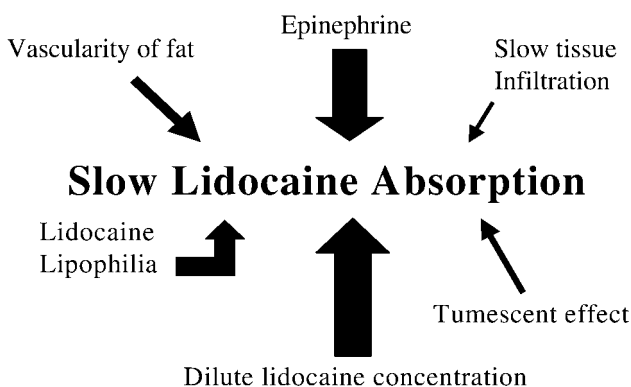 Epinephrine
Vascularity of fat
Slow tissue
Infiltration
Slow Lidocaine Absorption
Lidocaine
Lipophilia
Tumescent effect
Dilute lidocaine concentration